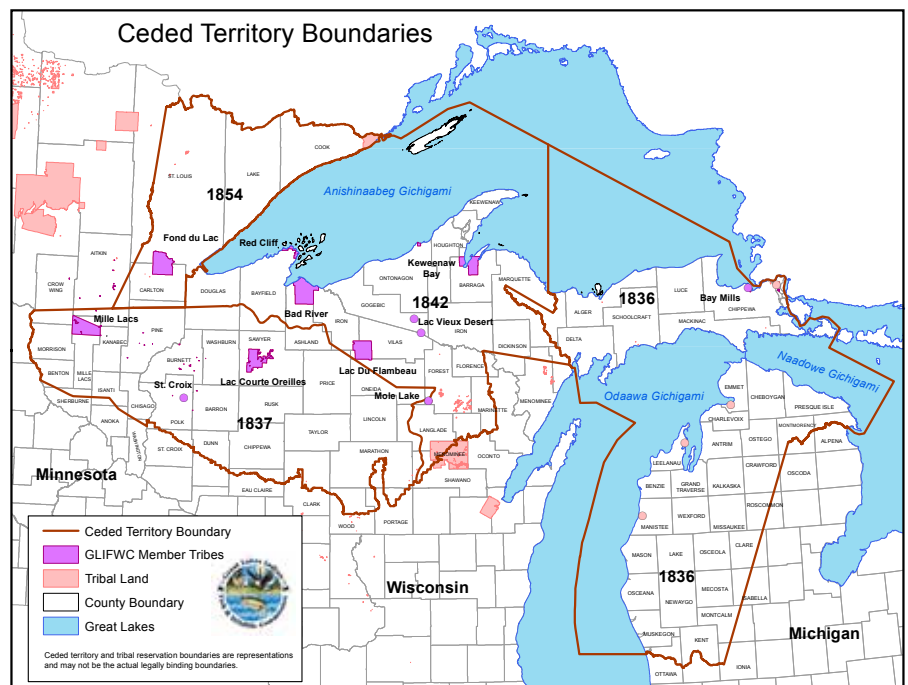 Ceded Territory Boundaries
COOK
LAKE
ST. LOUIS
1854
Anishinaabeg Gichigami
KEEWENAW
Fond du Lac
Red Cliff
HOUGHTON
Keweenaw
Bay
AITKIN
ONTONAGON
BARAGA
MARQUETTE
CROW
WING
CARLTON
DOUGLAS
BAYFIELD
GOGEBIC
1842
1836
LUCE
Bay Mills
CHIPPEWA
ALGER
SCHOOLCRAFT
MACKINAC
Bad River
IRON
Lac Vieux Desert
IRON
DELTA
Mille Lacs
PINE
KANABEC
WASHBURN
SAWYER
ASHLAND
VILAS
DICKINSON
MORRISON
BURNETT
Lac Du Flambeau
FOREST
FLORENCE
BENTON
MILLE
LACS
ISANTI
St. Croix
Lac Courte Oreilles
PRICE
ONEIDA
Mole Lake
MENOMINEE
Odaawa Gichigami
Naadowe Gichigami
EMMET
CHEBOYGAN
PRESQUE ISLE
SHERBURNE
CHISAGO
ANOKA
POLK
BARRON
RUSK
LINCOLN
LANGLADE
MARINETTE
CHARLEVOIX
MONTMORENCY
WASHINGTON
1837
TAYLOR
ANTRIM
OSTEGO
ALPENA
ST. CROIX
DUNN
CHIPPEWA
MARATHON
MENOMINEE
OCONTO
LEELANAU
Minnesota
SHAWANO
BENZIE
GRAND
TRAVERSE
KALKASKA
CRAWFORD
OSCODA
EAU CLAIRE
CLARK
WOOD
PORTAGE
MANISTEE
WEXFORD
MISSAUKEE
ROSCOMMON
MASON
LAKE
OSCEOLA
CLARE
1836
OSCEANA
NEWAYGO
MECOSTA
ISABELLA
MONTCALM
Wisconsin
MUSKEGON
KENT
Michigan
OTTAWA
IONIA
Ceded Territory Boundary
GLIFWC Member Tribes
Tribal Land
County Boundary
Great Lakes
Ceded territory and tribal reservation boundaries are representations
and may not be the actual legally binding boundaries.